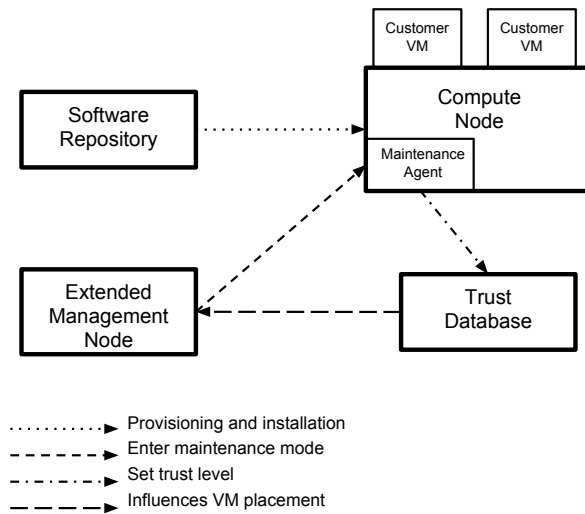 Customer
VM
Customer
VM
Software
Repository
Compute
Node
Maintenance
Agent
Extended
Management
Node
Trust
Database
Provisioning and installation
Enter maintenance mode
Set trust level
Influences VM placement